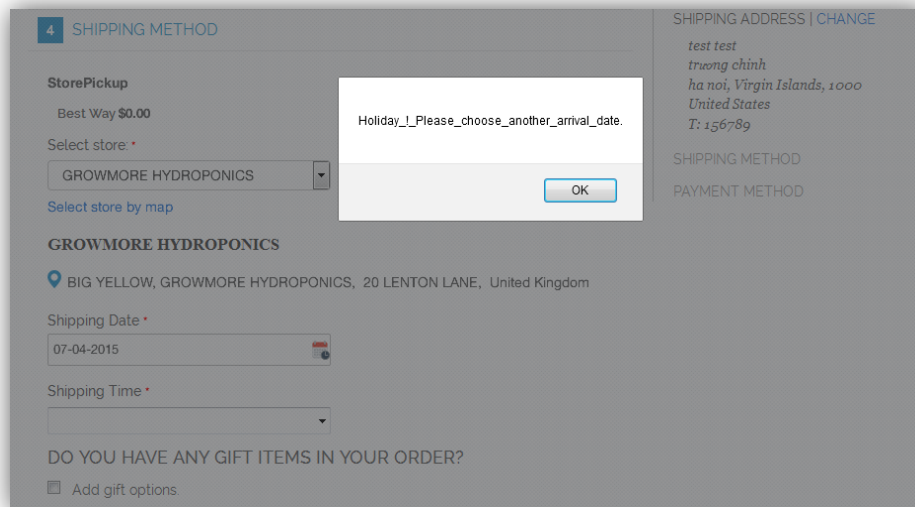 4 SHIPPING METHOD
StorePickup
Best Way $0.00
Select store: *
GROWMORE HYDROPONICS
Select store by map
GROWMORE HYDROPONICS
BIG YELLOW, GROWMORE HYDROPONICS, 20 LENTON LANE, United Kingdom
Shipping Date *
07-04-2015
Shipping Time *
DO YOU HAVE ANY GIFT ITEMS IN YOUR ORDER?
Add gift options.
Holiday_!_Please_choose_another_arrival_date.
OK
SHIPPING ADDRESS | CHANGE
test test
trương chinh
ha noi, Virgin Islands, 1000
United States
T: 156789
SHIPPING METHOD
PAYMENT METHOD